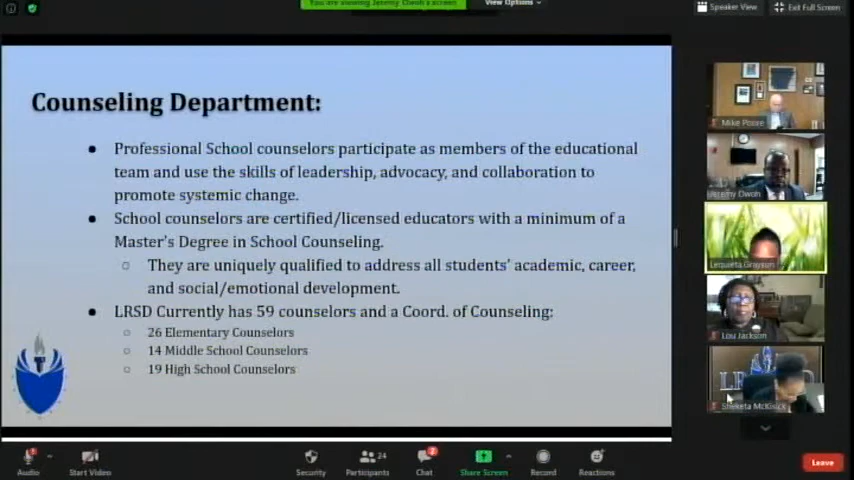 You are viewing Jeremy Owoh's screen
View Options
Speaker View
Exit Full Screen
Counseling Department:
Professional School counselors participate as members of the educational
team and use the skills of leadership, advocacy, and collaboration to
promote systemic change.
School counselors are certified/licensed educators with a minimum of a
Master's Degree in School Counseling.
They are uniquely qualified to address all students' academic, career,
and social/emotional development.
LRSD Currently has 59 counselors and a Coord. of Counseling:
26 Elementary Counselors
14 Middle School Counselors
19 High School Counselors
Mike Poore
Jeremy Owoh
Lequieta Grayson
Lou Jackson
Sheketa McKisick
Audio
Start Video
Security
Participants
24
Chat
Share Screen
Record
Reactions
Leave